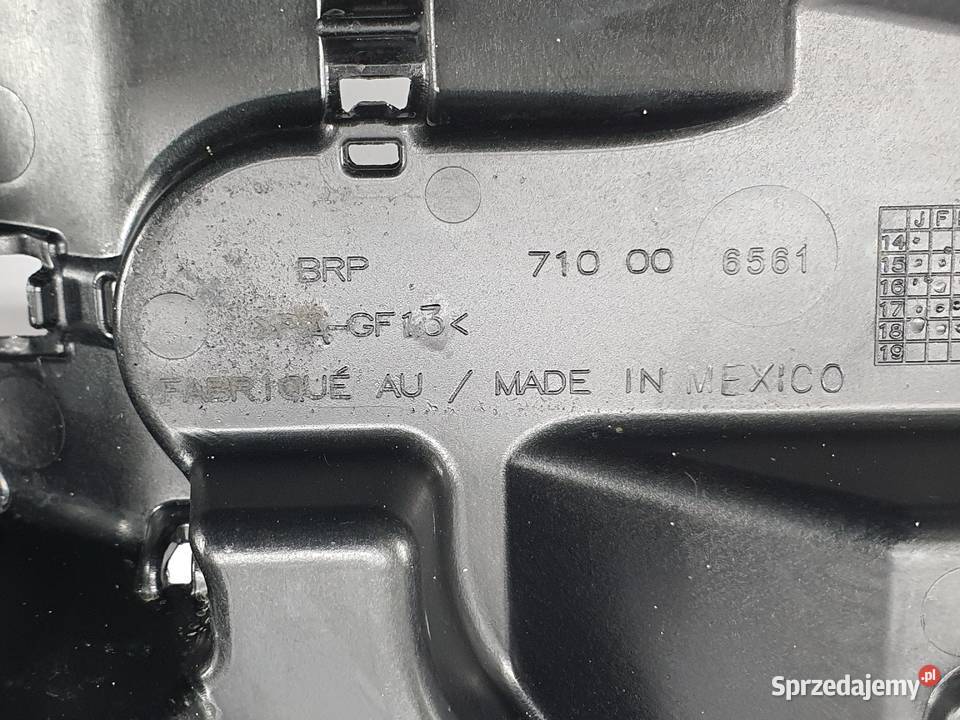 BRP 710 00 6561
-GF13<
FABRIQUÉ AU / MADE IN MEXICO
J F
14
15
16
17
18
19
Sprzedajemy.pl